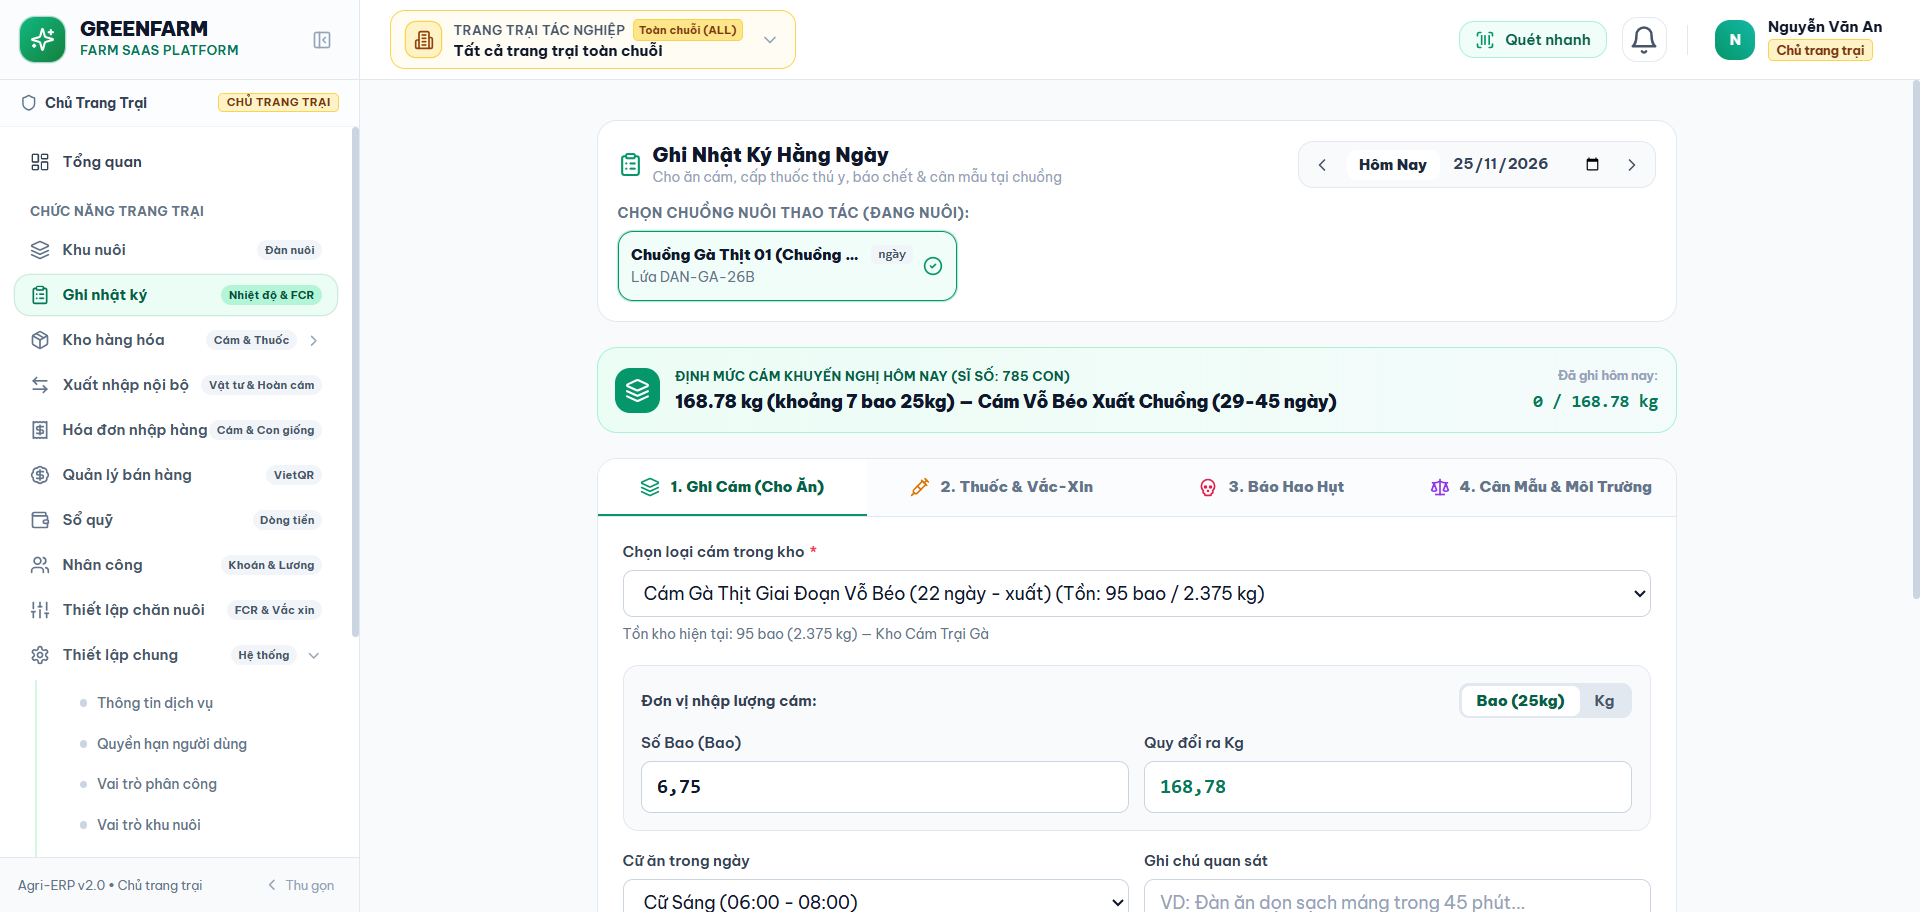 GREENFARM
FARM SAAS PLATFORM
TRANG TRẠI TÁC NGHIỆP Toàn chuỗi (ALL)
Tất cả trang trại toàn chuỗi
Quét nhanh
N
Nguyễn Văn An
Chủ trang trại
Chủ Trang Trại CHỦ TRANG TRẠI
Tổng quan
CHỨC NĂNG TRANG TRẠI
Khu nuôi Đàn nuôi
Ghi nhật ký Nhiệt độ & FCR
Kho hàng hóa Cám & Thuốc
Xuất nhập nội bộ Vật tư & Hoàn cám
Hóa đơn nhập hàng Cám & Con giống
Quản lý bán hàng VietQR
Sổ quỹ Dòng tiền
Nhân công Khoán & Lương
Thiết lập chăn nuôi FCR & Vắc xin
Thiết lập chung Hệ thống
Thông tin dịch vụ
Quyền hạn người dùng
Vai trò phân công
Vai trò khu nuôi
Agri-ERP v2.0 • Chủ trang trại Thu gọn
Ghi Nhật Ký Hằng Ngày
Cho ăn cám, cấp thuốc thú y, báo chết & cân mẫu tại chuồng
Hôm Nay 25/11/2026
CHỌN CHUỒNG NUÔI THAO TÁC (ĐANG NUÔI):
Chuồng Gà Thịt 01 (Chuồng ... ngày
Lứa DAN-GA-26B
ĐỊNH MỨC CÁM KHUYẾN NGHỊ HÔM NAY (SĨ SỐ: 785 CON)
168.78 kg (khoảng 7 bao 25kg) — Cám Vỗ Béo Xuất Chuồng (29-45 ngày)
Đã ghi hôm nay:
0 / 168.78 kg
1. Ghi Cám (Cho Ăn)
2. Thuốc & Vắc-Xin
3. Báo Hao Hụt
4. Cân Mẫu & Môi Trường
Chọn loại cám trong kho *
Cám Gà Thịt Giai Đoạn Vỗ Béo (22 ngày - xuất) (Tồn: 95 bao / 2.375 kg)
Tồn kho hiện tại: 95 bao (2.375 kg) — Kho Cám Trại Gà
Đơn vị nhập lượng cám:
Bao (25kg) Kg
Số Bao (Bao)
Quy đổi ra Kg
6,75
168,78
Cữ ăn trong ngày
Ghi chú quan sát
Cữ Sáng (06:00 - 08:00)
VD: Đàn ăn dọn sạch máng trong 45 phút...